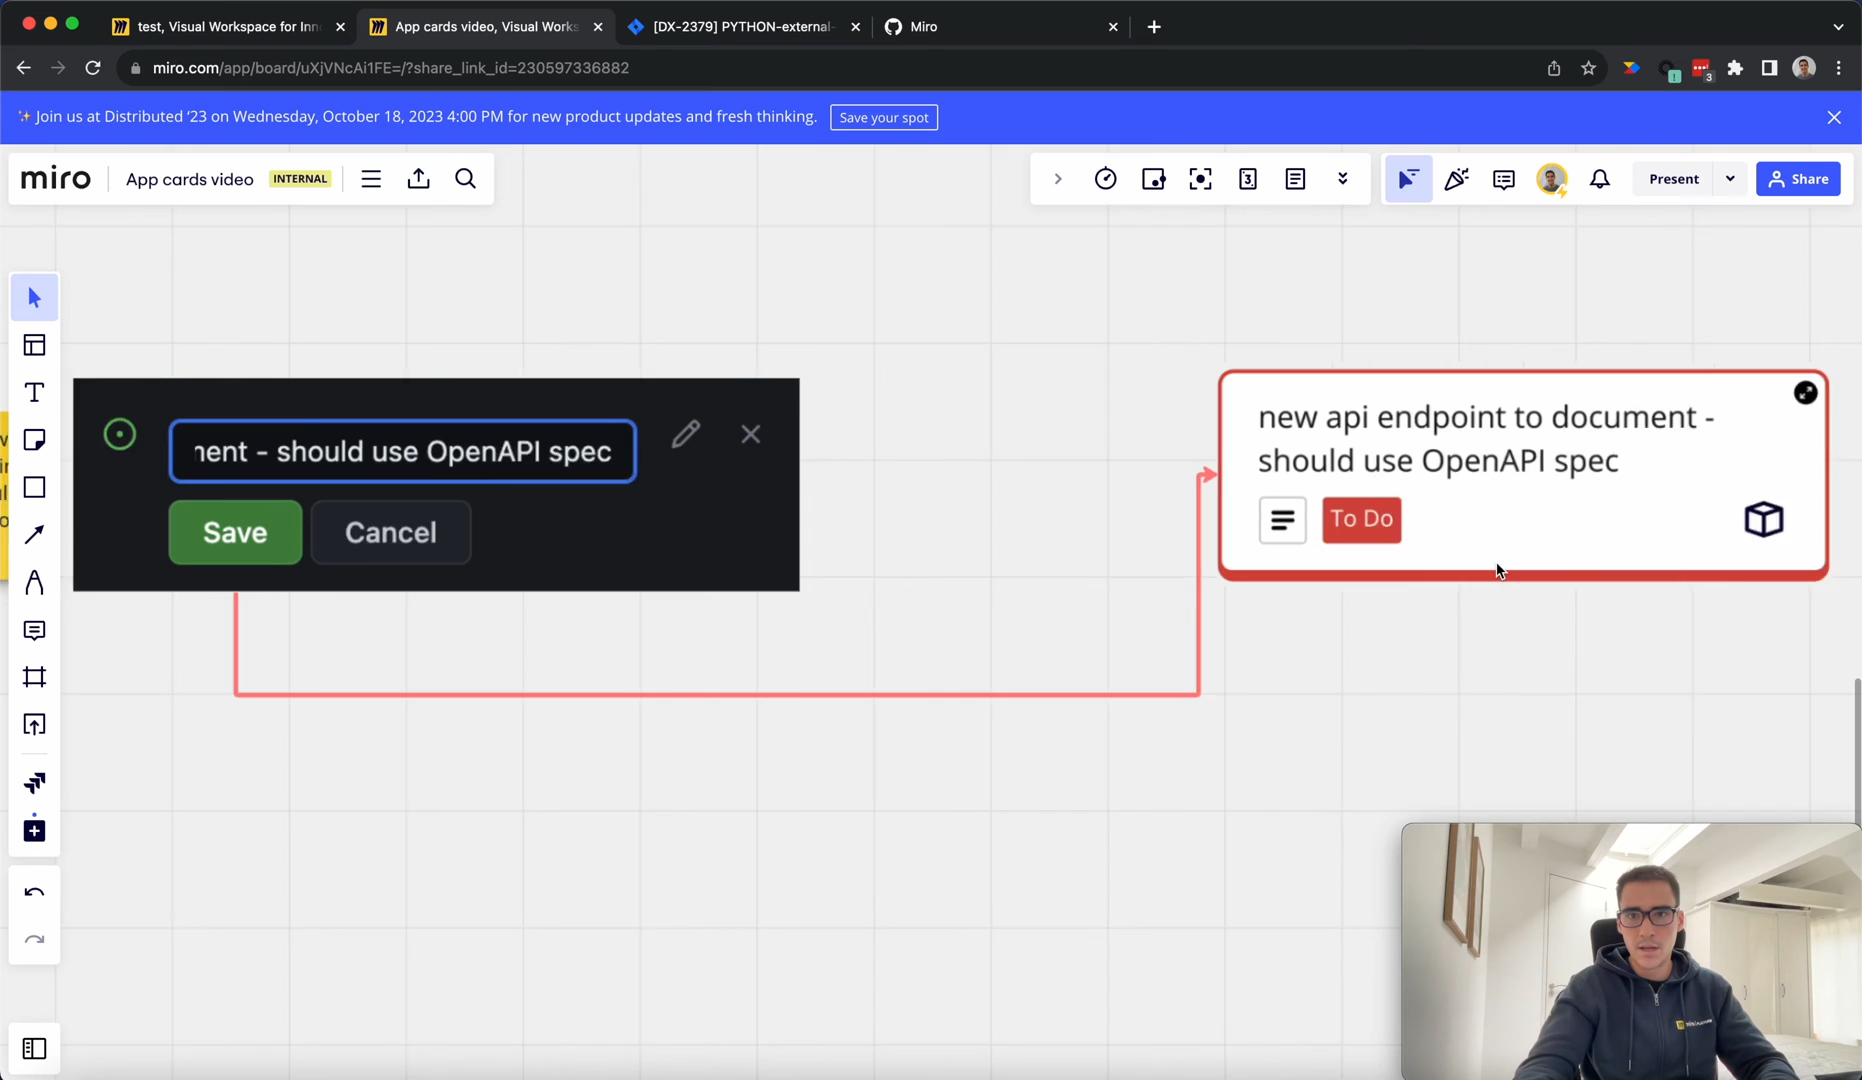 test, Visual Workspace for Inn
App cards video, Visual Works
[DX-2379] PYTHON-external-
Miro
miro.com/app/board/uXjVNcAi1FE=/?share_link_id=230597336882
3
✨ Join us at Distributed ‘23 on Wednesday, October 18, 2023 4:00 PM for new product updates and fresh thinking.
Save your spot
miro
App cards video
INTERNAL
3
Present
Share
nent - should use OpenAPI spec
Save
Cancel
new api endpoint to document -
should use OpenAPI spec
To Do